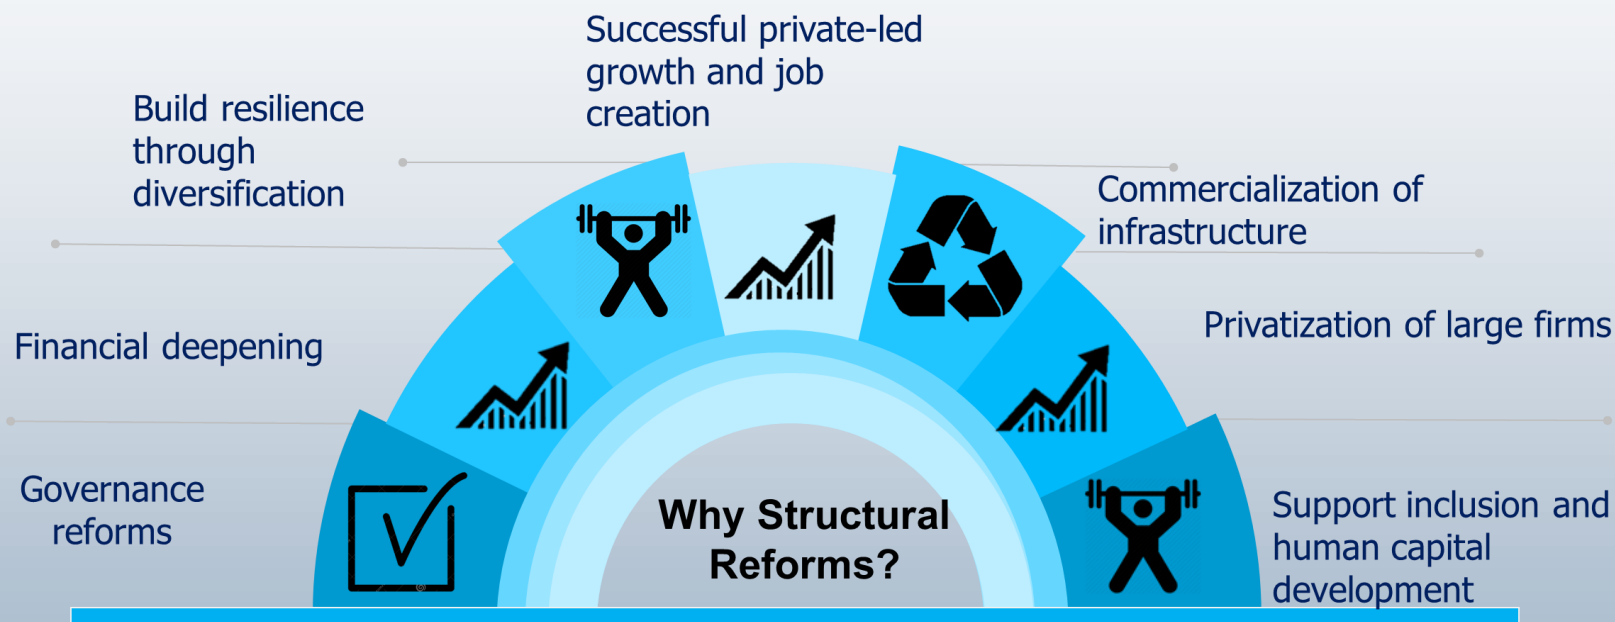 Successful private-led
growth and job
creation
Build resilience
through
diversification
Commercialization of
infrastructure
Financial deepening
Privatization of large firms
Governance
reforms
Why Structural
Reforms?
Support inclusion and
human capital
development